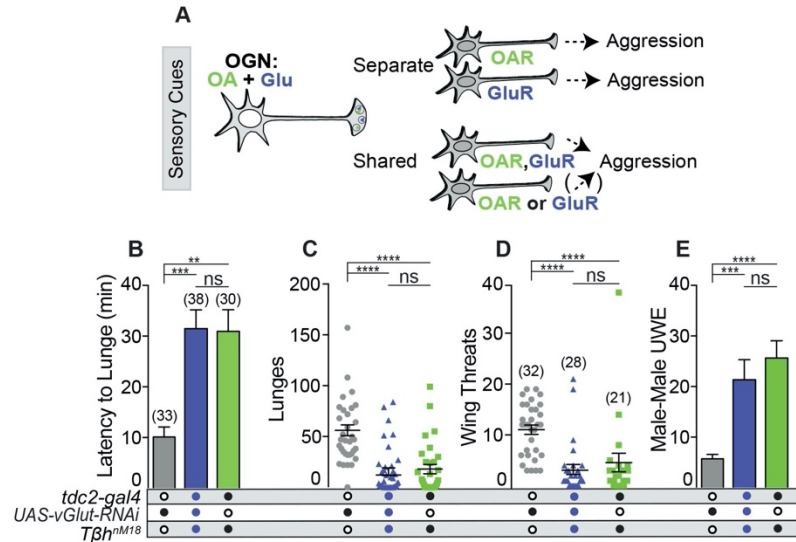 A
Sensory Cues
OGN:
OA + Glu
Separate
OAR
Aggression
GluR
Aggression
Shared
OAR,GluR
Aggression
( )
OAR or GluR
B
**
*** ns
(38) (30)
(33)
Latency to Lunge (min)
40
30
20
10
0
C
****
**** ns
Lunges
200
150
100
50
0
D
****
**** ns
(32) (28) (21)
Wing Threats
40
30
20
10
0
E
****
*** ns
Male-Male UWE
40
30
20
10
0
tdc2-gal4
UAS-vGlut-RNAi
TβhnM18